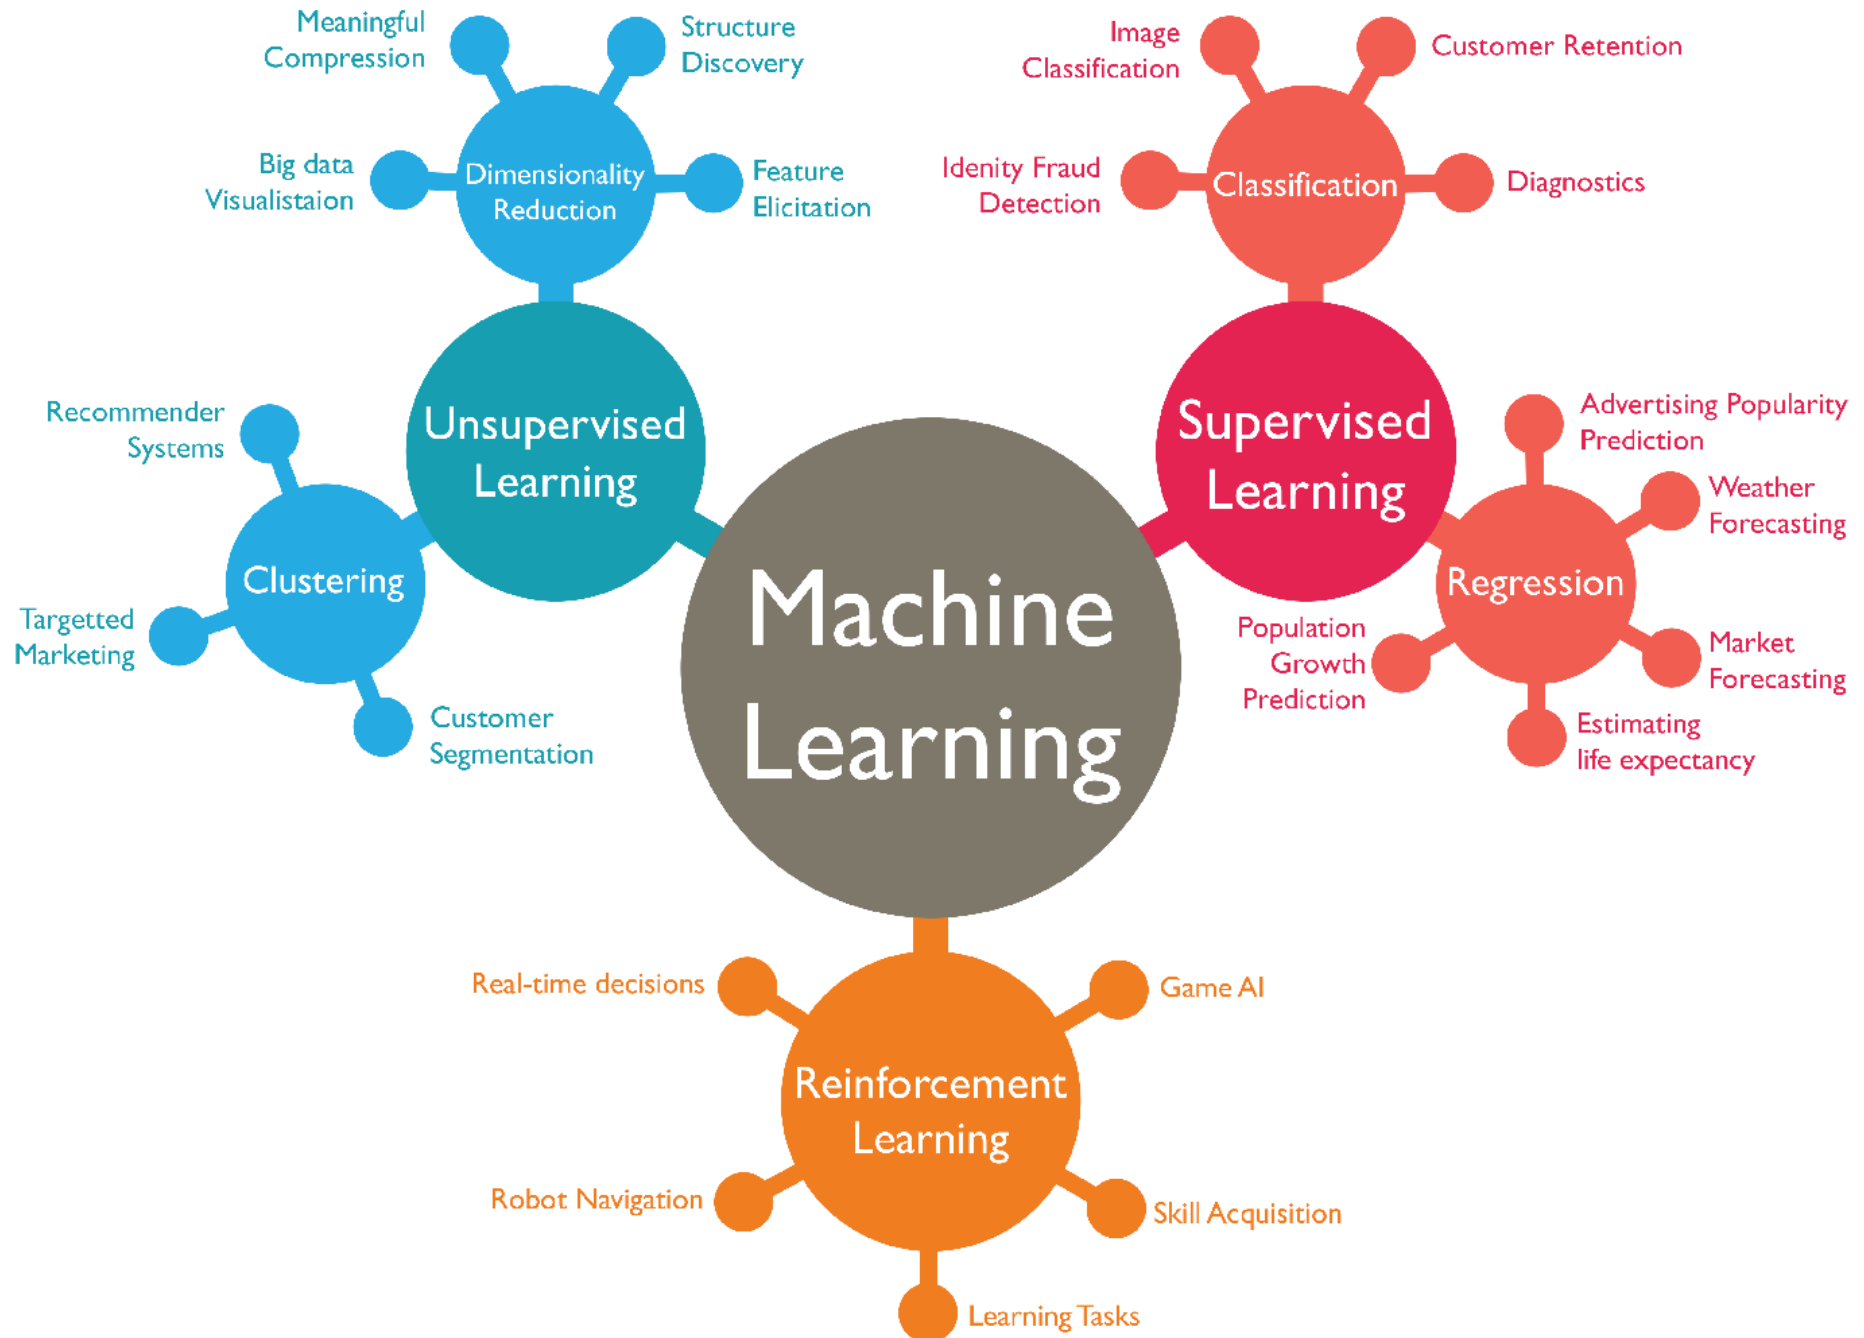 Meaningful
Compression
Structure
Discovery
Big data
Visualistaion
Dimensionality
Reduction
Feature
Elicitation
Image
Classification
Customer Retention
Idenity Fraud
Detection
Classification
Diagnostics
Unsupervised
Learning
Recommender
Systems
Clustering
Targetted
Marketing
Customer
Segmentation
Supervised
Learning
Advertising Popularity
Prediction
Weather
Forecasting
Regression
Population
Growth
Prediction
Market
Forecasting
Estimating
life expectancy
Machine
Learning
Real-time decisions
Game AI
Reinforcement
Learning
Robot Navigation
Skill Acquisition
Learning Tasks